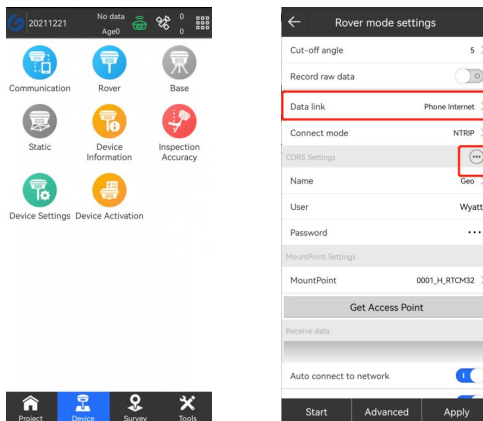 20211221
No data
Age0
0
0
Communication
Rover
Base
Static
Device
Information
Inspection
Accuracy
Device Settings
Device Activation
Project
Device
Survey
Tools
Rover mode settings
Cut-off angle
5
Record raw data
Data link
Phone Internet
Connect mode
NTRIP
CORS Settings
Name
Geo
User
Wyatt
Password
MountPoint Settings
MountPoint
0001_H_RTCM32
Get Access Point
Receive data
Auto connect to network
Start
Advanced
Apply